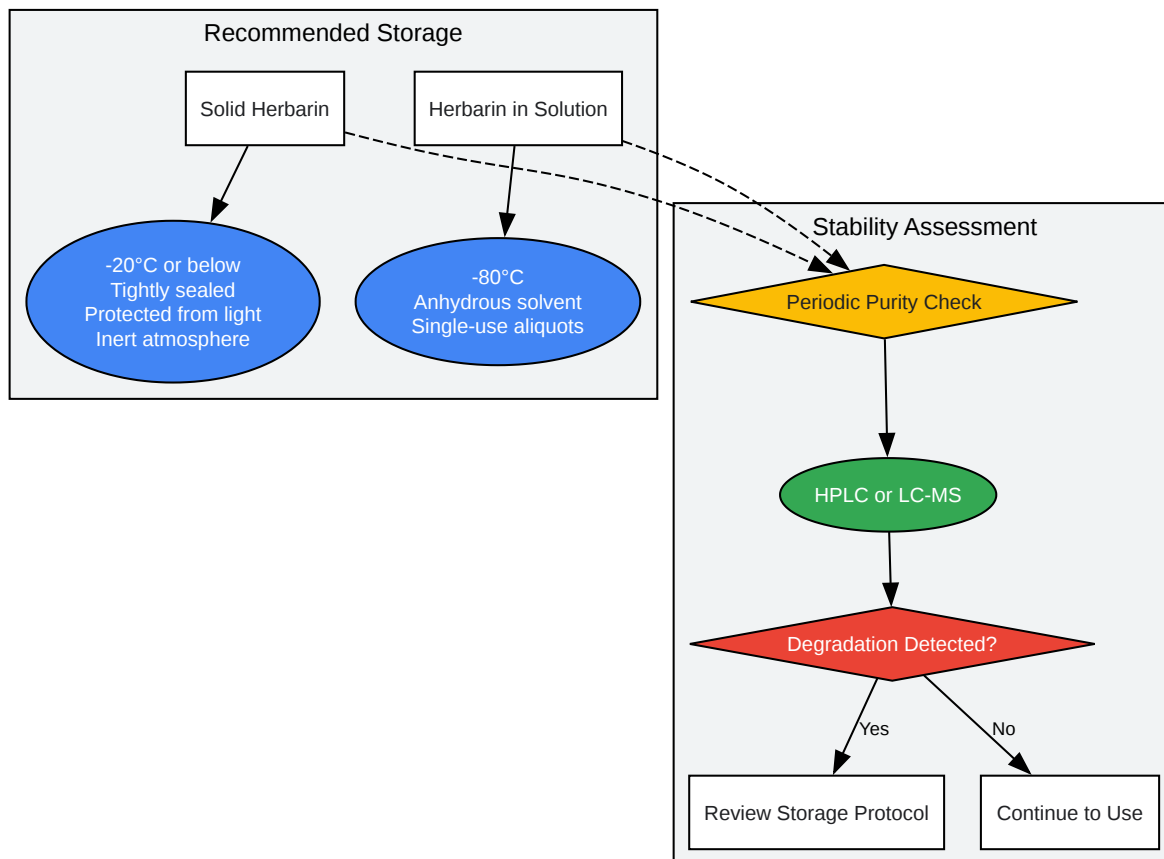 Recommended Storage
Solid Herbarin
Herbarin in Solution
-20°C or below
Tightly sealed
Protected from light
Inert atmosphere
-80°C
Anhydrous solvent
Single-use aliquots
Stability Assessment
Periodic Purity Check
HPLC or LC-MS
Degradation Detected?
Yes
No
Review Storage Protocol
Continue to Use